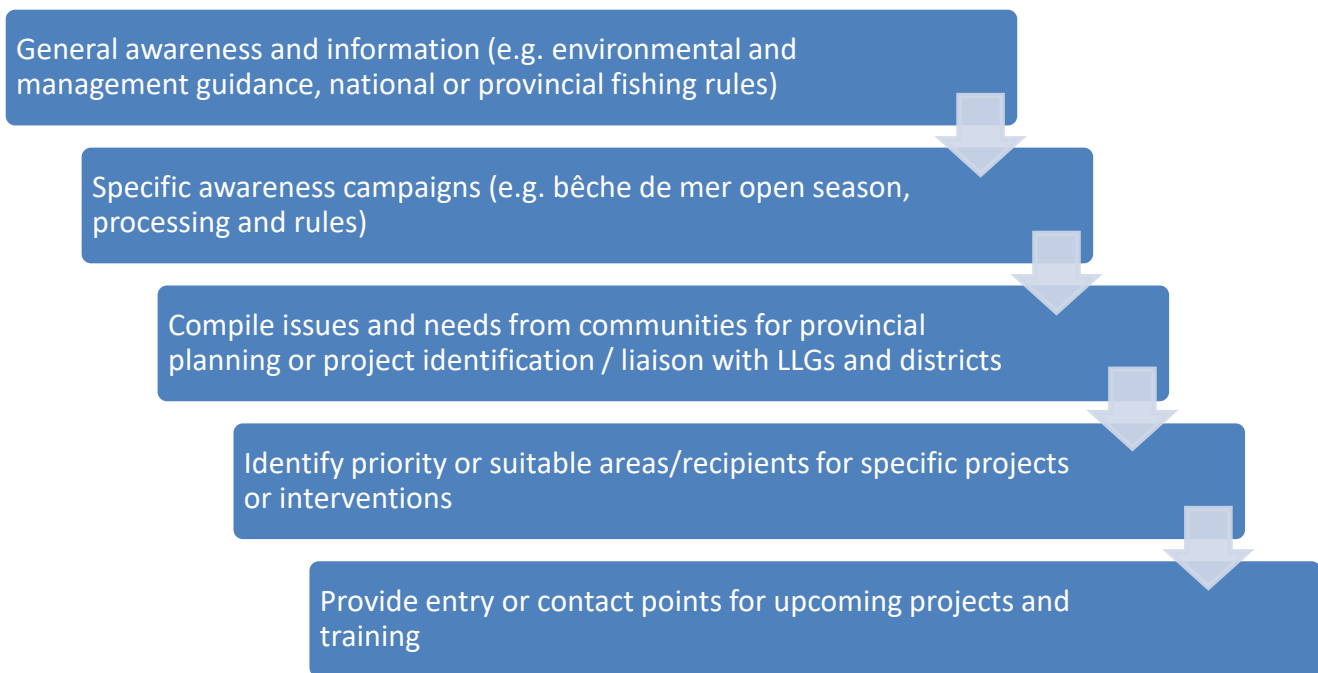 General awareness and information (e.g. environmental and
management guidance, national or provincial fishing rules)
Specific awareness campaigns (e.g. bêche de mer open season,
processing and rules)
Compile issues and needs from communities for provincial
planning or project identification / liaison with LLGs and districts
Identify priority or suitable areas/recipients for specific projects
or interventions
Provide entry or contact points for upcoming projects and
training